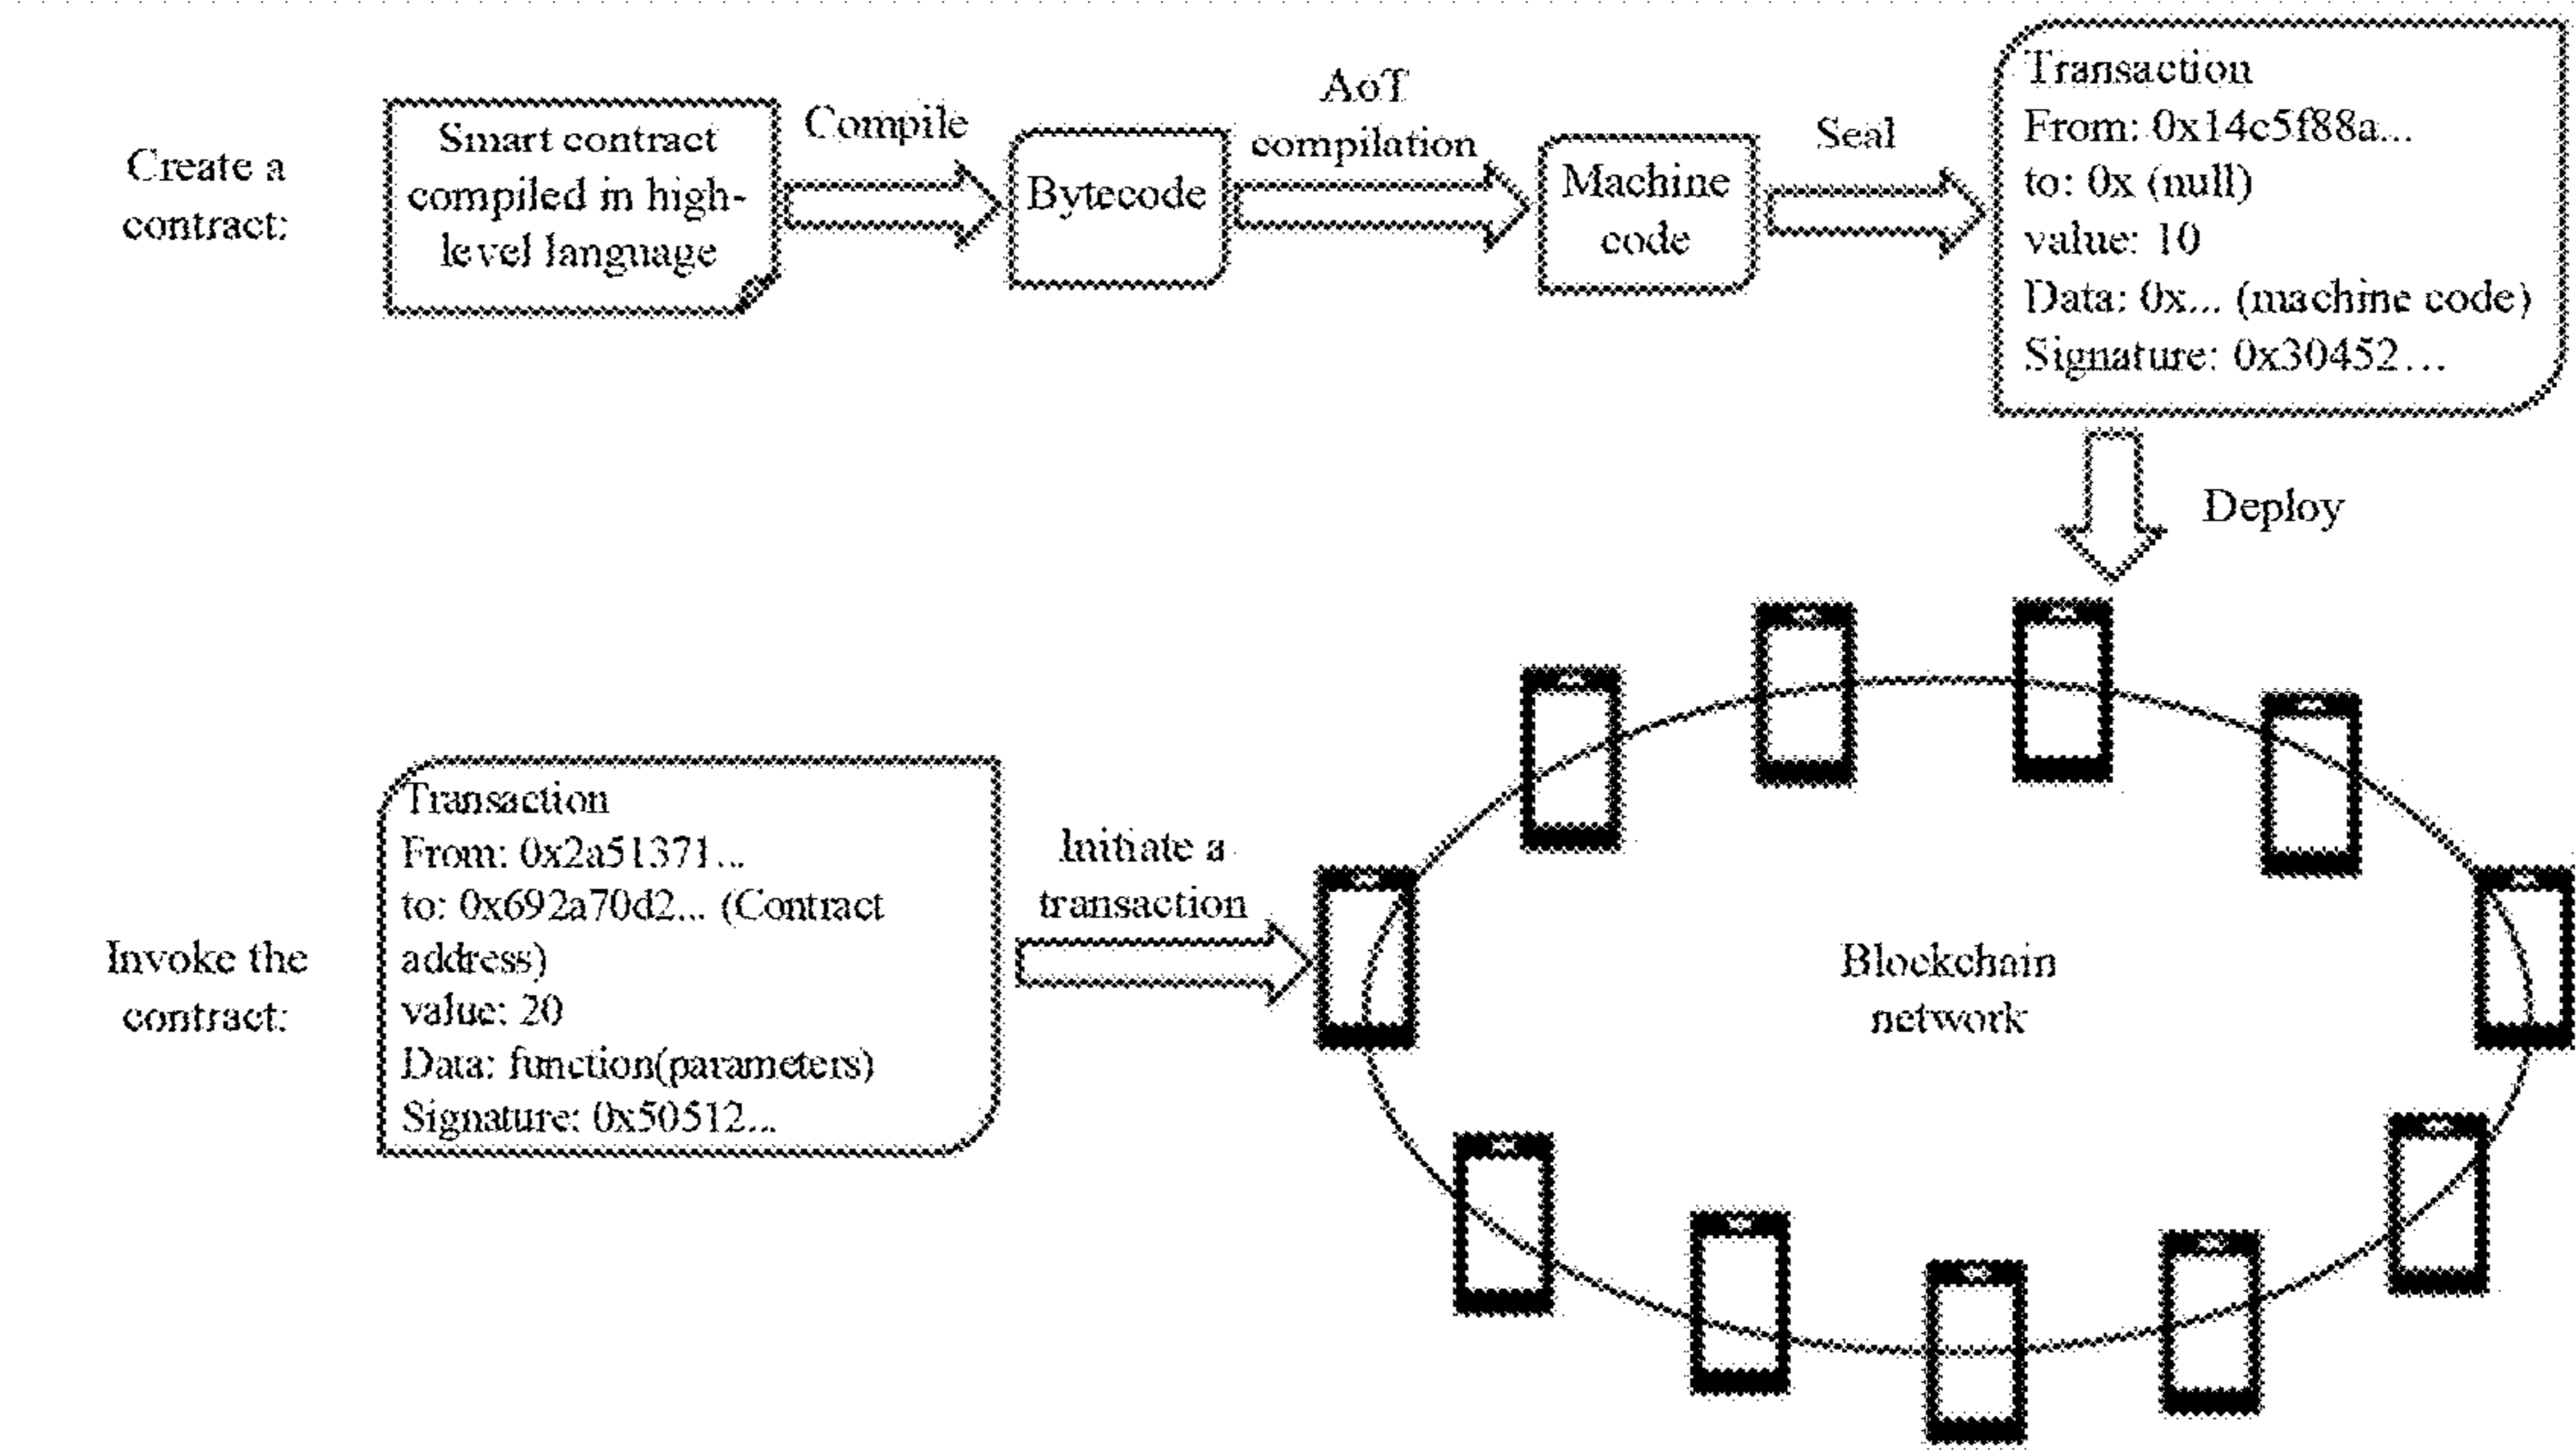 Create a
contract:
Smart contract
compiled in high-
level language
Compile
Bytecode
AoT
compilation
Machine
code
Seal
Transaction
From: 0x14c5f88a...
to: 0x (null)
value: 10
Data: 0x... (machine code)
Signature: 0x30452...
Deploy
Invoke the
contract:
Transaction
From: 0x2a51371...
to: 0x692a70d2... (Contract
address)
value: 20
Data: function(parameters)
Signature: 0x50512...
Initiate a
transaction
Blockchain
network